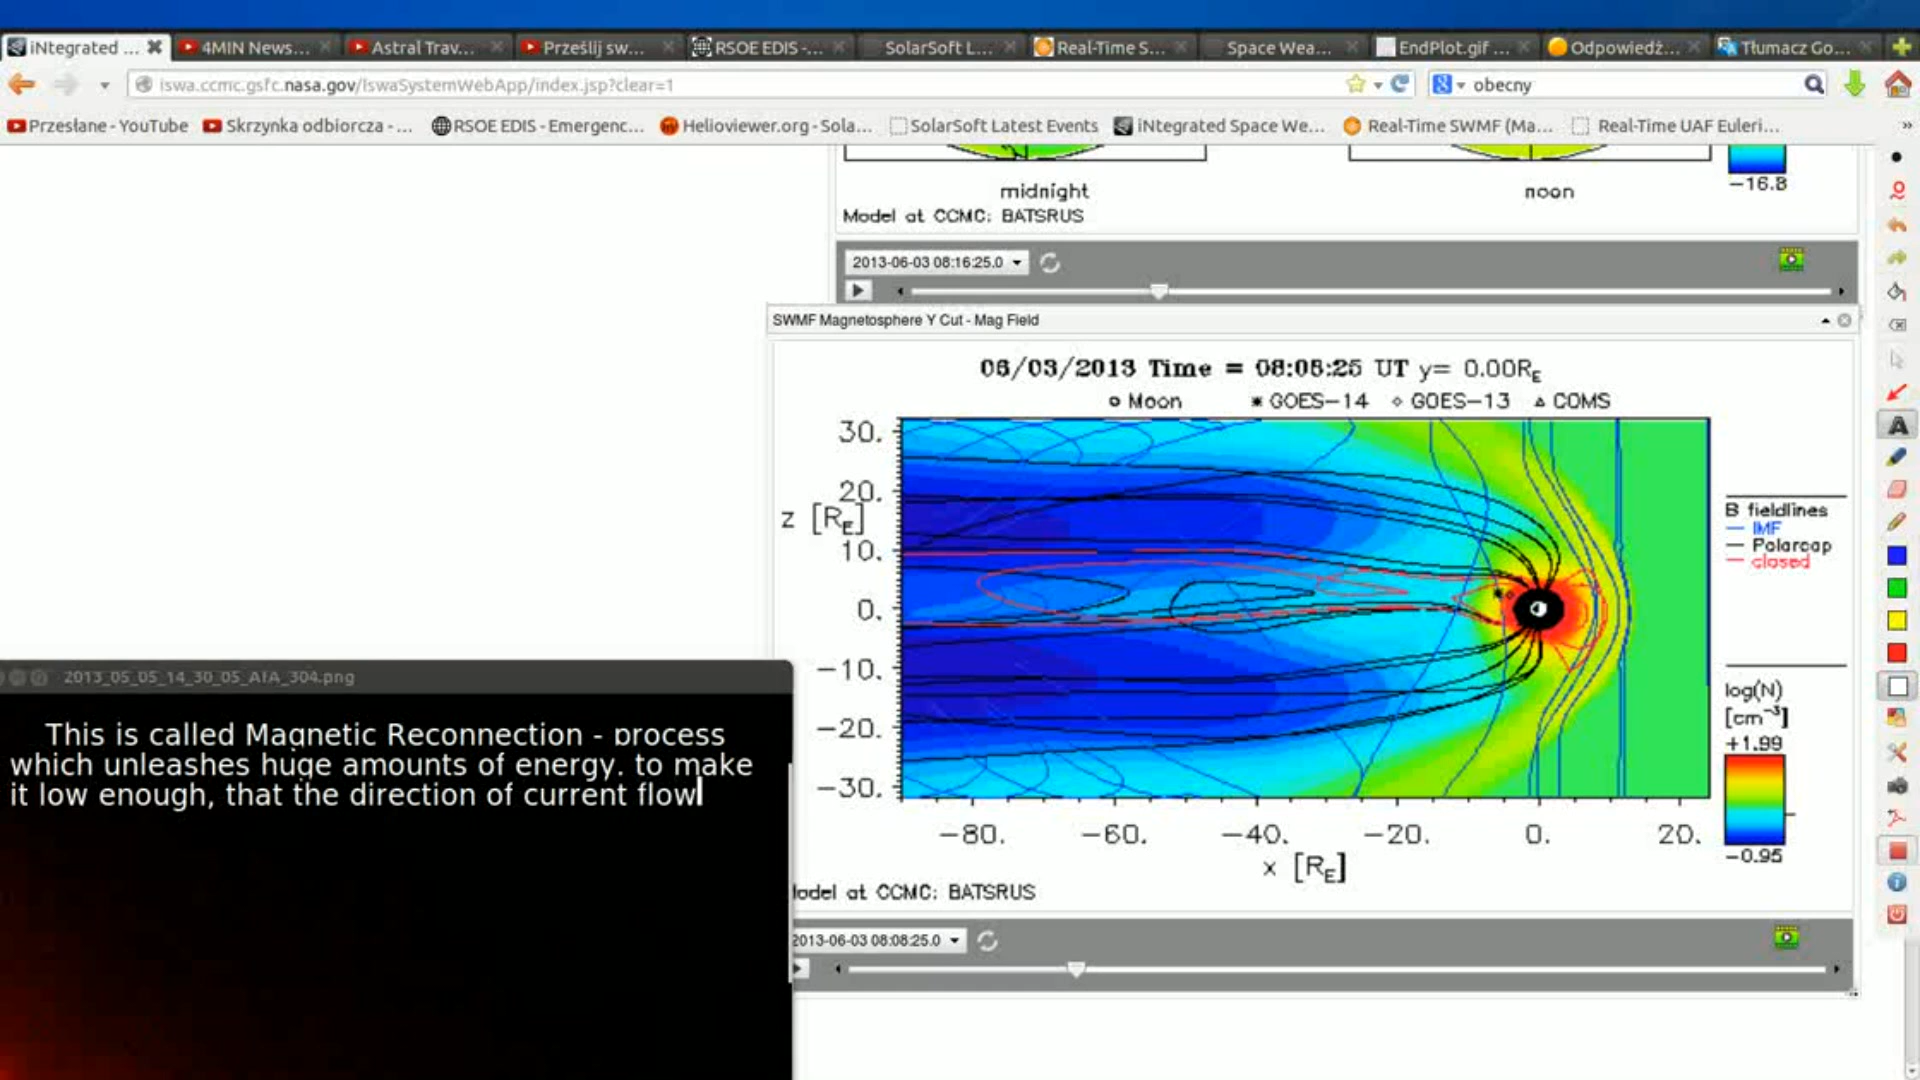 iNtegrated ...
4MIN News...
Astral Trav...
Prześlij sw...
RSOE EDIS -...
SolarSoft L...
Real-Time S...
Space Wea...
EndPlot.gif ...
Odpowiedź...
Tłumacz Go...
iswa.ccmc.gsfc.nasa.gov/IswaSystemWebApp/index.jsp?clear=1
obecny
Przesłane - YouTube
Skrzynka odbiorcza - ...
RSOE EDIS - Emergenc...
Helioviewer.org - Sola...
SolarSoft Latest Events
iNtegrated Space We...
Real-Time SWMF (Ma...
Real-Time UAF Euleri...
»
midnight
noon
-16.8
Model at CCMC: BATSRUS
2013-06-03 08:16:25.0
SWMF Magnetosphere Y Cut - Mag Field
06/03/2013 Time = 08:08:25 UT y= 0.00RE
Moon
GOES-14
GOES-13
COMS
30.
20.
z [RE]
10.
0.
-10.
-20.
-30.
-80.
-60.
-40.
-20.
0.
20.
x [RE]
B fieldlines
IMF
Polarcap
closed
log(N)
[cm-3]
+1.99
-0.95
odel at CCMC: BATSRUS
2013-06-03 08:08:25.0
2013_05_05_14_30_05_AIA_304.png
This is called Magnetic Reconnection - process
which unleashes huge amounts of energy. to make
it low enough, that the direction of current flow